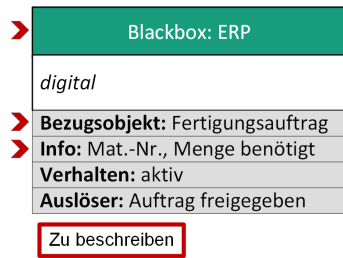 Blackbox: ERP
digital
Bezugsobjekt: Fertigungsauftrag
Info: Mat.-Nr., Menge benötigt
Verhalten: aktiv
Auslöser: Auftrag freigegeben
Zu beschreiben